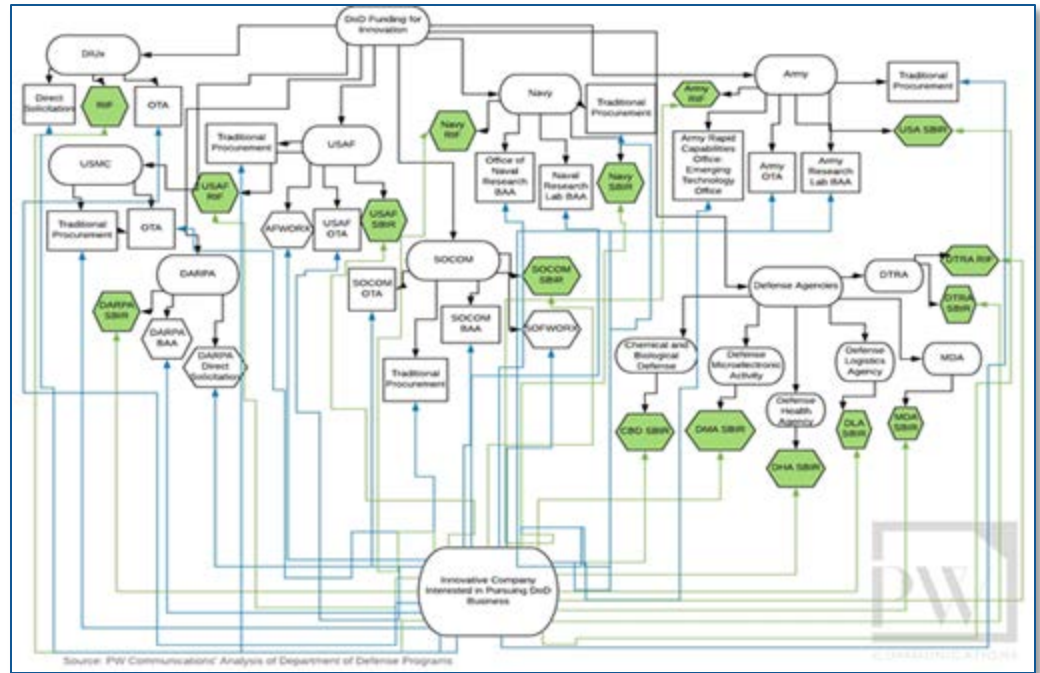 DoD Funding for
Innovation
DIUx
Direct
Solicitation
RIF
OTA
USMC
Traditional
Procurement
OTA
Traditional
Procurement
USAF
USAF
RIF
AFWORX
USAF
OTA
USAF
SBIR
DARPA
DARPA
SBIR
DARPA
BAA
DARPA
Direct
Solicitation
Navy
Navy
RIF
Traditional
Procurement
Office of
Naval
Research
BAA
Naval
Research
Lab BAA
Navy
SBIR
SOCOM
SOCOM
OTA
SOCOM
BAA
Traditional
Procurement
SOCOM
SBIR
SOFWORX
Army
Army
RIF
Traditional
Procurement
Army Rapid
Capabilities
Office:
Emerging
Technology
Office
Army
OTA
Army
Research
Lab BAA
USA SBIR
Defense Agencies
DTRA
DTRA RIF
DTRA
SBIR
Chemical and
Biological
Defense
Defense
Microelectronic
Activity
Defense
Health
Agency
Defense
Logistics
Agency
MDA
CBD SBIR
DMA SBIR
DHA SBIR
DLA
SBIR
MDA
SBIR
Innovative Company
Interested in Pursuing DoD
Business
PW
COMMUNICATIONS
Source: PW Communications' Analysis of Department of Defense Programs